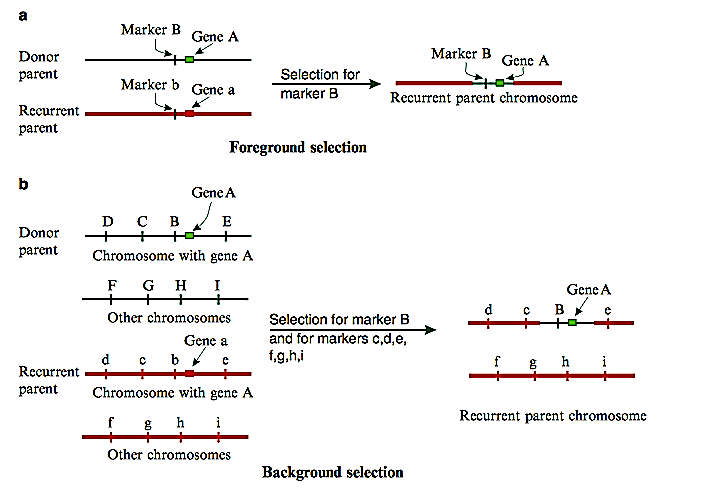 a
Marker B
Gene A
Donor
parent
Marker b
Gene a
Recurrent
parent
Selection for
marker B
Marker B
Gene A
Recurrent parent chromosome
Foreground selection
b
Gene A
Donor
parent
D C B E
Chromosome with gene A
F G H I
Other chromosomes
Gene a
Recurrent
parent
d c b e
Chromosome with gene A
f g h i
Other chromosomes
Selection for marker B
and for markers c,d,e,
f,g,h,i
Gene A
d c B e
f g h i
Recurrent parent chromosome
Background selection